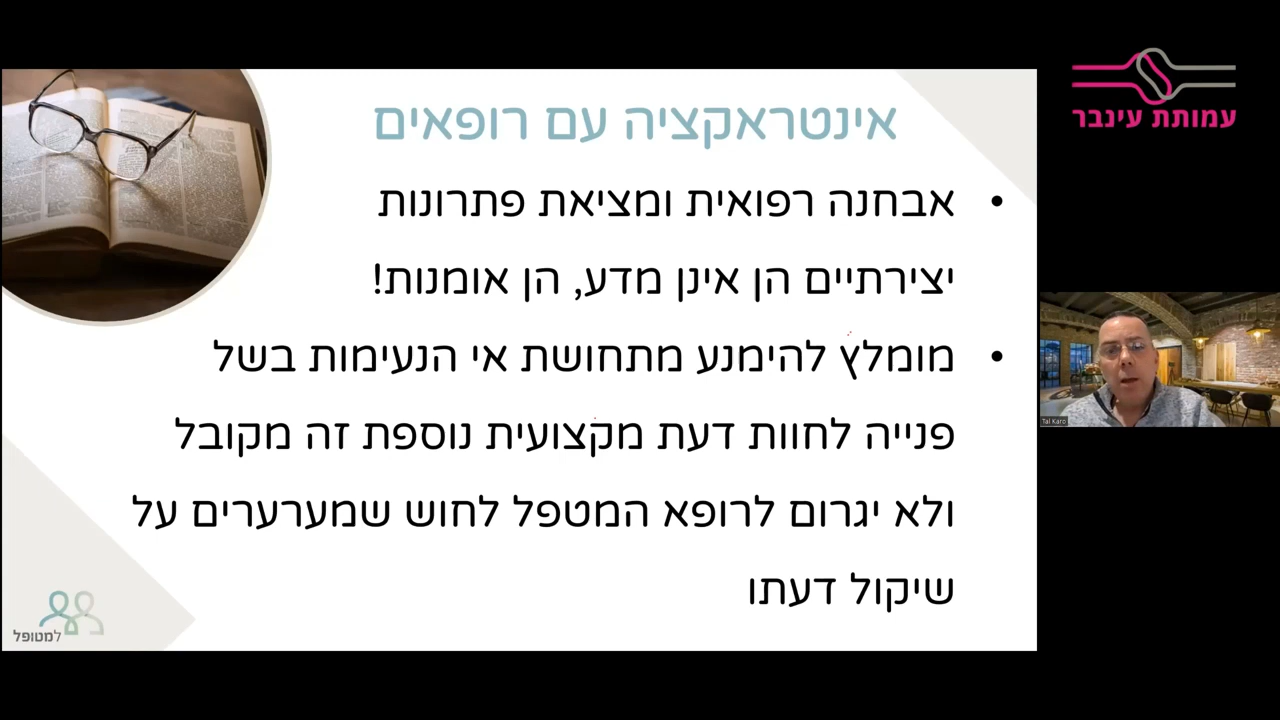 עמותת עינבר
אינטראקציה עם רופאים
• אבחנה רפואית ומציאת פתרונות
יצירתיים הן אינן מדע, הן אומנות!
• מומלץ להימנע מתחושת אי הנעימות בשל
פנייה לחוות דעת מקצועית נוספת זה מקובל
ולא יגרום לרופא המטפל לחוש שמערערים על
שיקול דעתו
למטופל
Tal Karo